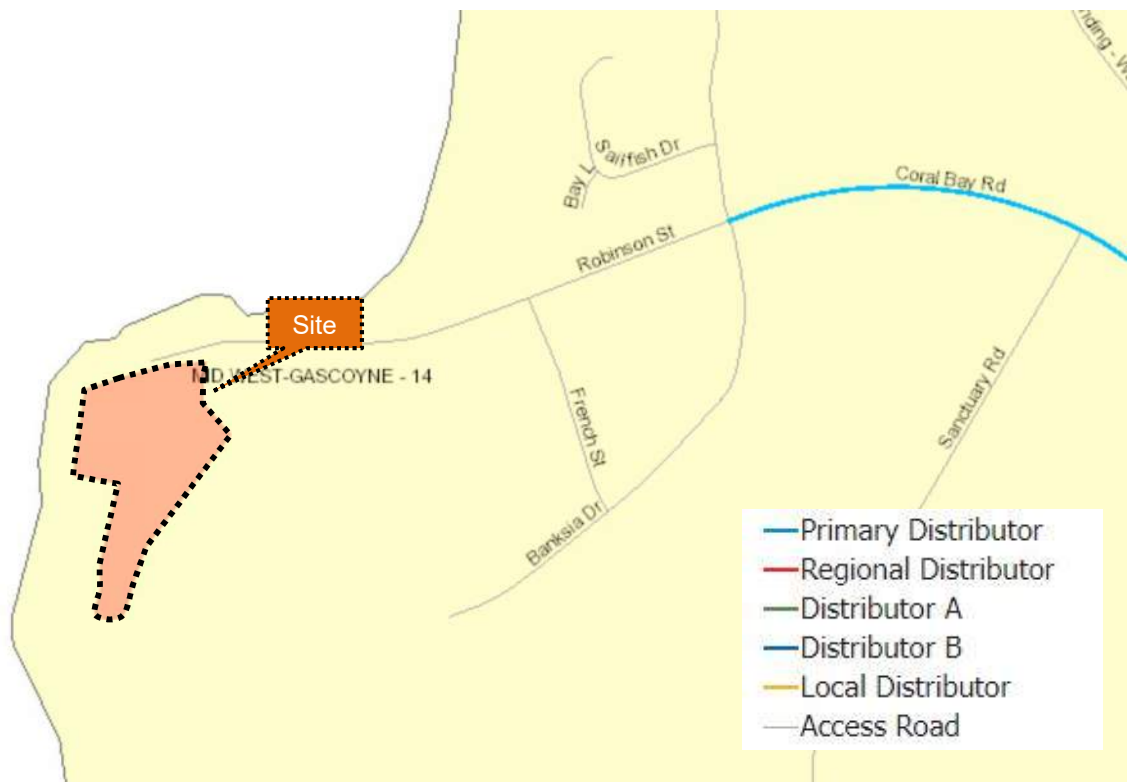 Sailfish Dr
Bay L
Coral Bay Rd
Robinson St
Site
MID WEST-GASCOYNE - 14
French St
Sanctuary Rd
Banksia Dr
Primary Distributor
Regional Distributor
Distributor A
Distributor B
Local Distributor
Access Road